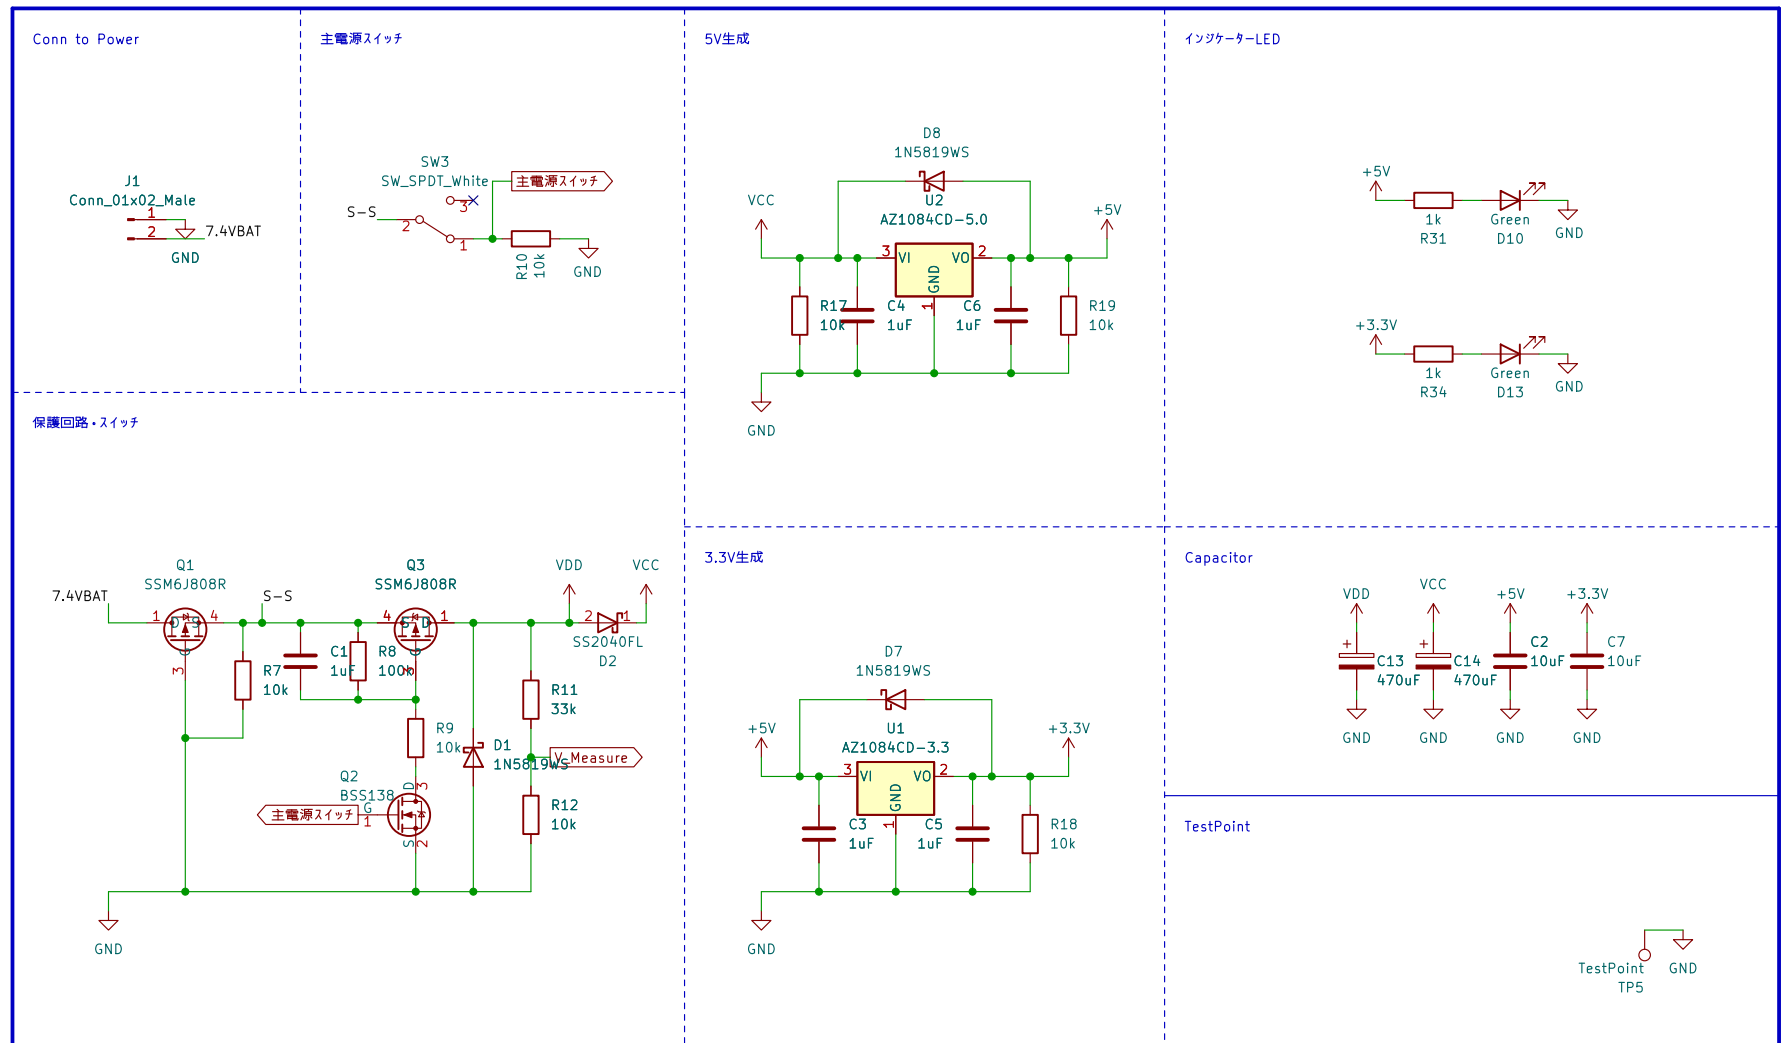 Conn to Power
J1
Conn_01x02_Male
1
2
7.4VBAT
GND
主電源スイッチ
SW3
SW_SPDT_White
主電源スイッチ
S-S
2
3
1
R10
10k
GND
5V生成
D8
1N5819WS
U2
AZ1084CD-5.0
VCC
+5V
3
VI
VO
2
GND
1
R17
10k
C4
1uF
C6
1uF
R19
10k
GND
インジケーターLED
+5V
1k
R31
Green
D10
GND
+3.3V
1k
R34
Green
D13
GND
保護回路・スイッチ
Q1
SSM6J808R
7.4VBAT
1
D
S
4
G
3
S-S
R7
10k
C1
1uF
R8
100k
Q3
SSM6J808R
4
S
D
1
G
3
VDD
VCC
2
1
SS2040FL
D2
R9
10k
R11
33k
D1
1N5819WS
V_Measure
Q2
BSS138
主電源スイッチ
G
1
D
3
S
2
R12
10k
GND
3.3V生成
D7
1N5819WS
U1
AZ1084CD-3.3
+5V
+3.3V
3
VI
VO
2
GND
1
C3
1uF
C5
1uF
R18
10k
GND
Capacitor
VDD
+
C13
470uF
GND
VCC
+
C14
470uF
GND
+5V
C2
10uF
GND
+3.3V
C7
10uF
GND
TestPoint
TestPoint
TP5
GND